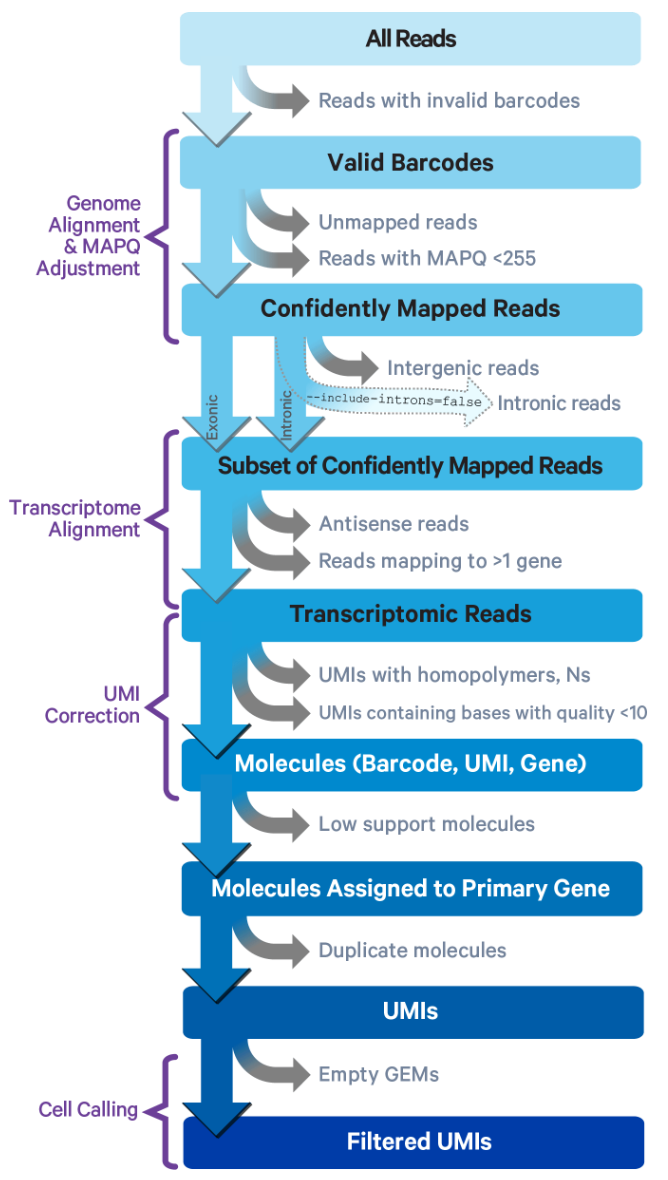 All Reads
Reads with invalid barcodes
Valid Barcodes
Genome
Alignment
& MAPQ
Adjustment
Unmapped reads
Reads with MAPQ <255
Confidently Mapped Reads
Exonic
Intronic
Intergenic reads
--include-introns=false
Intronic reads
Subset of Confidently Mapped Reads
Transcriptome
Alignment
Antisense reads
Reads mapping to >1 gene
Transcriptomic Reads
UMI
Correction
UMIs with homopolymers, Ns
UMIs containing bases with quality <10
Molecules (Barcode, UMI, Gene)
Low support molecules
Molecules Assigned to Primary Gene
Duplicate molecules
UMIs
Empty GEMs
Cell Calling
Filtered UMIs